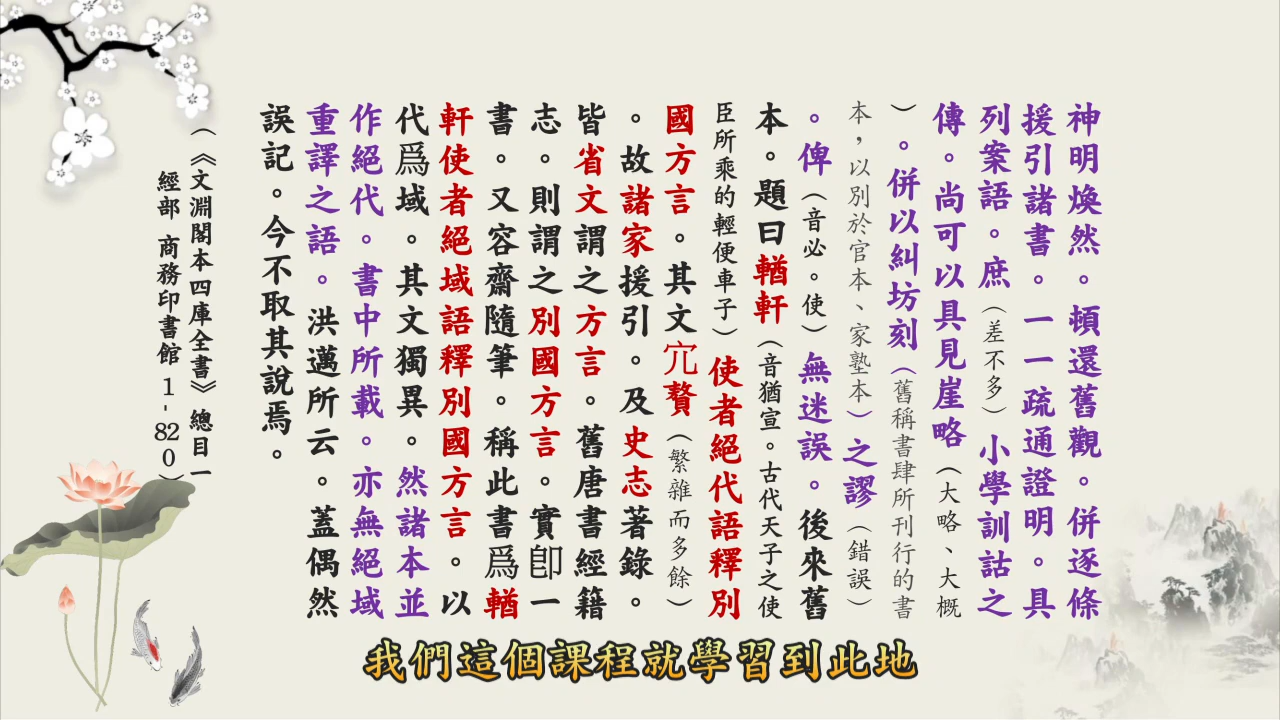 神明煥然。頓還舊觀。併逐條
援引諸書。一一疏通證明。具
列案語。庶（差不多）小學訓詁之
傳。尚可以具見崖略（大略、大概
）。併以糾坊刻（舊稱書肆所刊行的書
本，以別於官本、家塾本）之謬（錯誤）
。俾（音必。使）無迷誤。後來舊
本。題曰輶軒（音猶宣。古代天子之使
臣所乘的輕便車子）使者絕代語釋別
國方言。其文宂贅（繁雜而多餘）
。故諸家援引。及史志著錄。
皆省文謂之方言。舊唐書經籍
志。則謂之別國方言。實卽一
書。又容齋隨筆。稱此書爲輶
軒使者絕域語釋別國方言。以
代爲域。其文獨異。然諸本並
作絕代。書中所載。亦無絕域
重譯之語。洪邁所云。蓋偶然
誤記。今不取其說焉。
（《文淵閣本四庫全書》總目一
經部 商務印書館 1-820）
我們這個課程就學習到此地